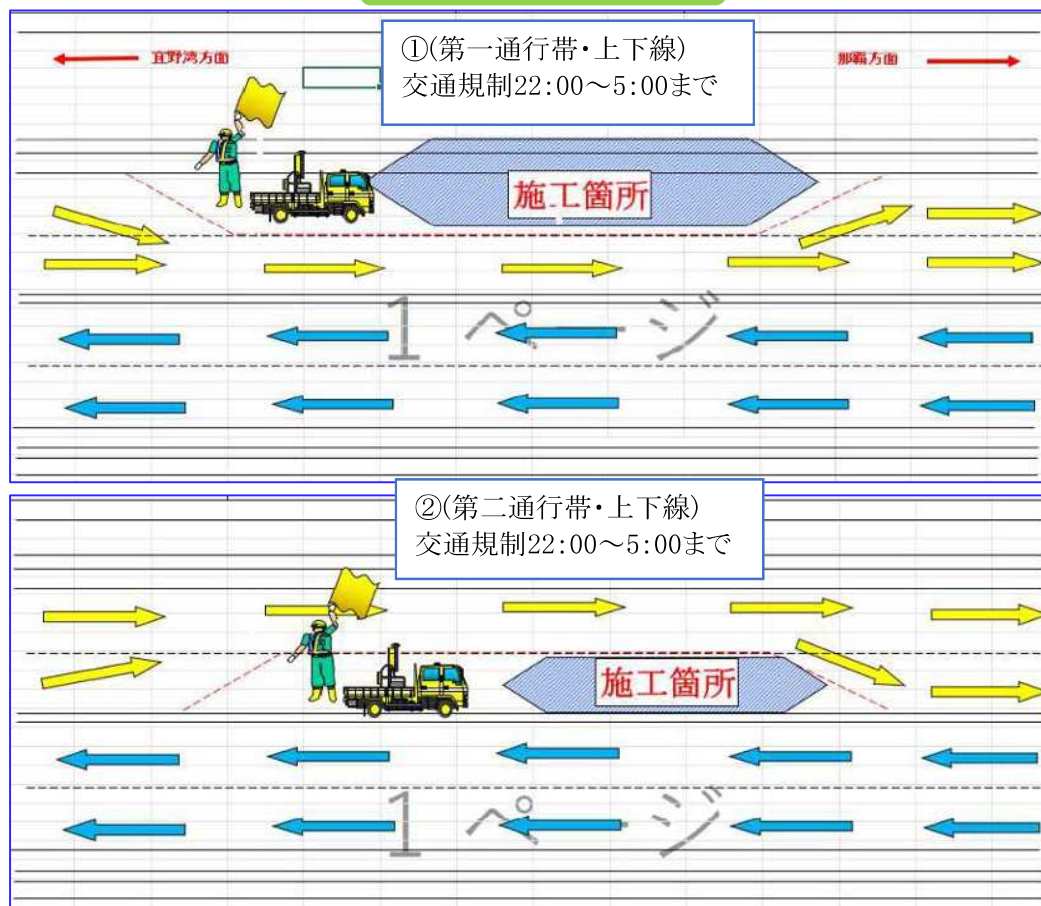 ①(第一通行帯・上下線)
交通規制22:00～5:00まで
宜野湾方面
那覇方面
施工箇所
1 ページ
②(第二通行帯・上下線)
交通規制22:00～5:00まで
施工箇所
1 ページ